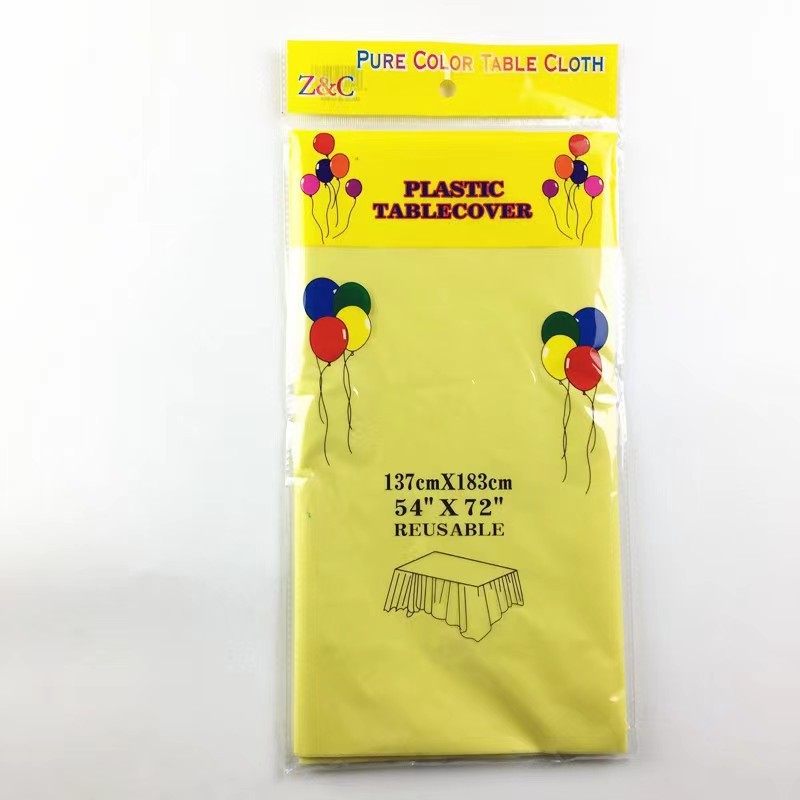 PURE COLOR TABLE CLOTH
Z&C
PLASTIC
TABLECOVER
137cmX183cm
54" X 72"
REUSABLE